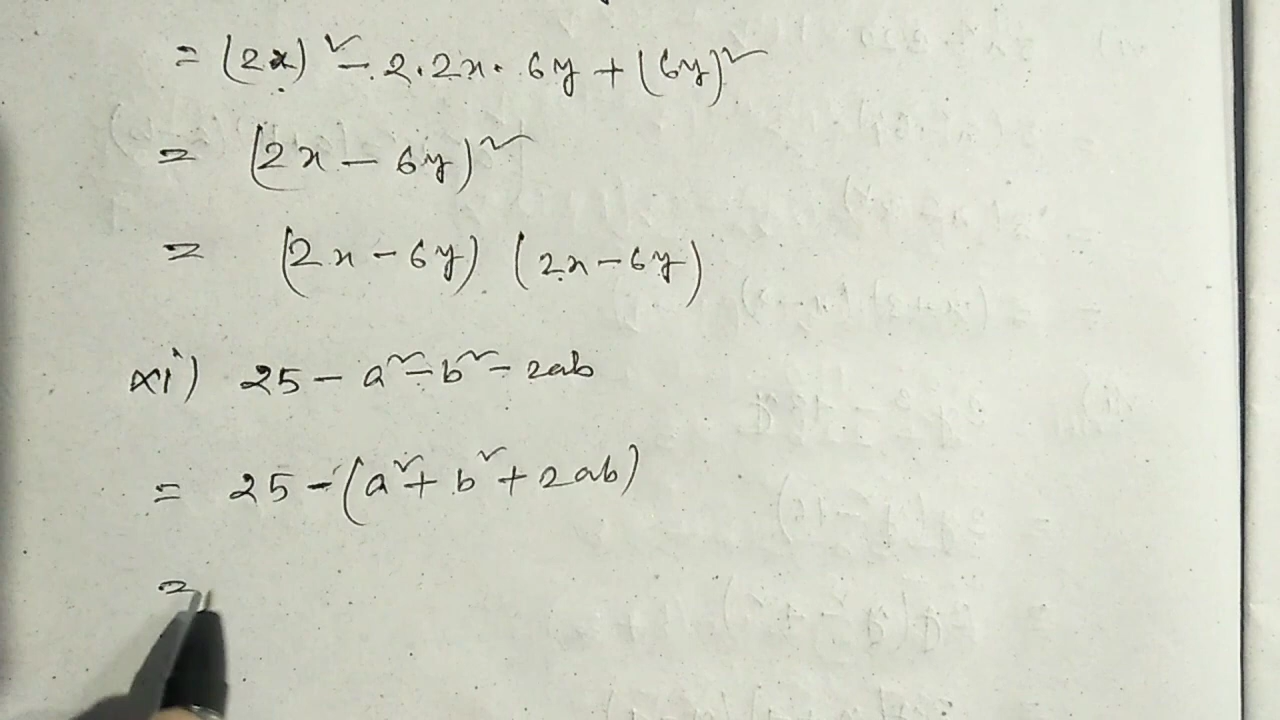 = (2x)² - 2.2x. 6y + (6y)²
= (2x - 6y)²
= (2x - 6y) (2x - 6y)
xi) 25 - a² - b² - 2ab
= 25 - (a² + b² + 2ab)
=